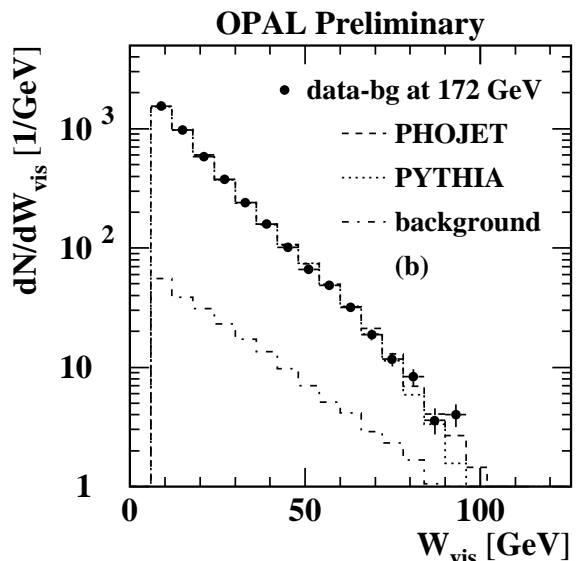 OPAL Preliminary
dN/dW_vis [1/GeV]
data-bg at 172 GeV
PHOJET
PYTHIA
background
(b)
10^3
10^2
10
1
0 50 100
W_vis [GeV]